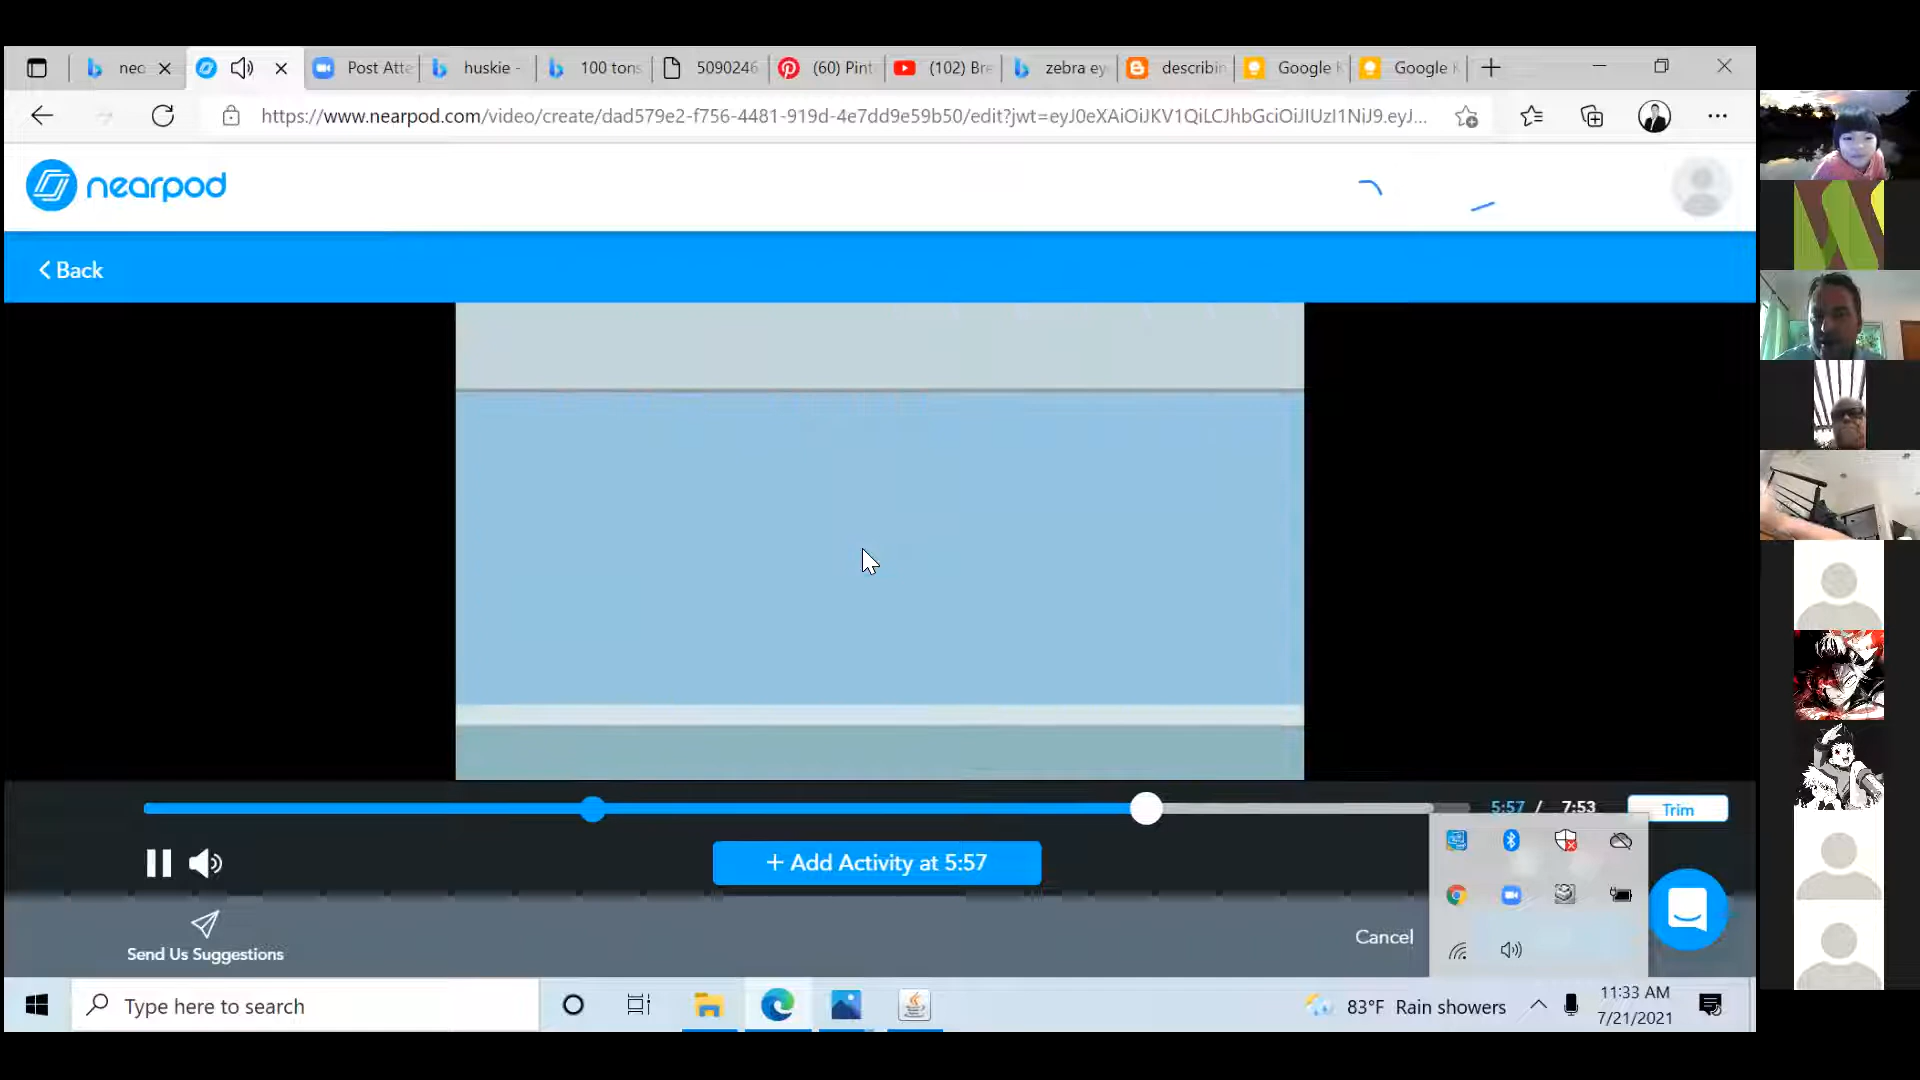 nec
Post Atte
huskie -
100 tons
5090246
(60) Pint
(102) Bre
zebra ey
describin
Google K
Google K
https://www.nearpod.com/video/create/dad579e2-f756-4481-919d-4e7dd9e59b50/edit?jwt=eyJ0eXAiOiJKV1QiLCJhbGciOiJIUzI1NiJ9.eyJ...
nearpod
Back
5:57 / 7:53
Trim
+ Add Activity at 5:57
Send Us Suggestions
Cancel
Type here to search
83°F Rain showers
11:33 AM
7/21/2021